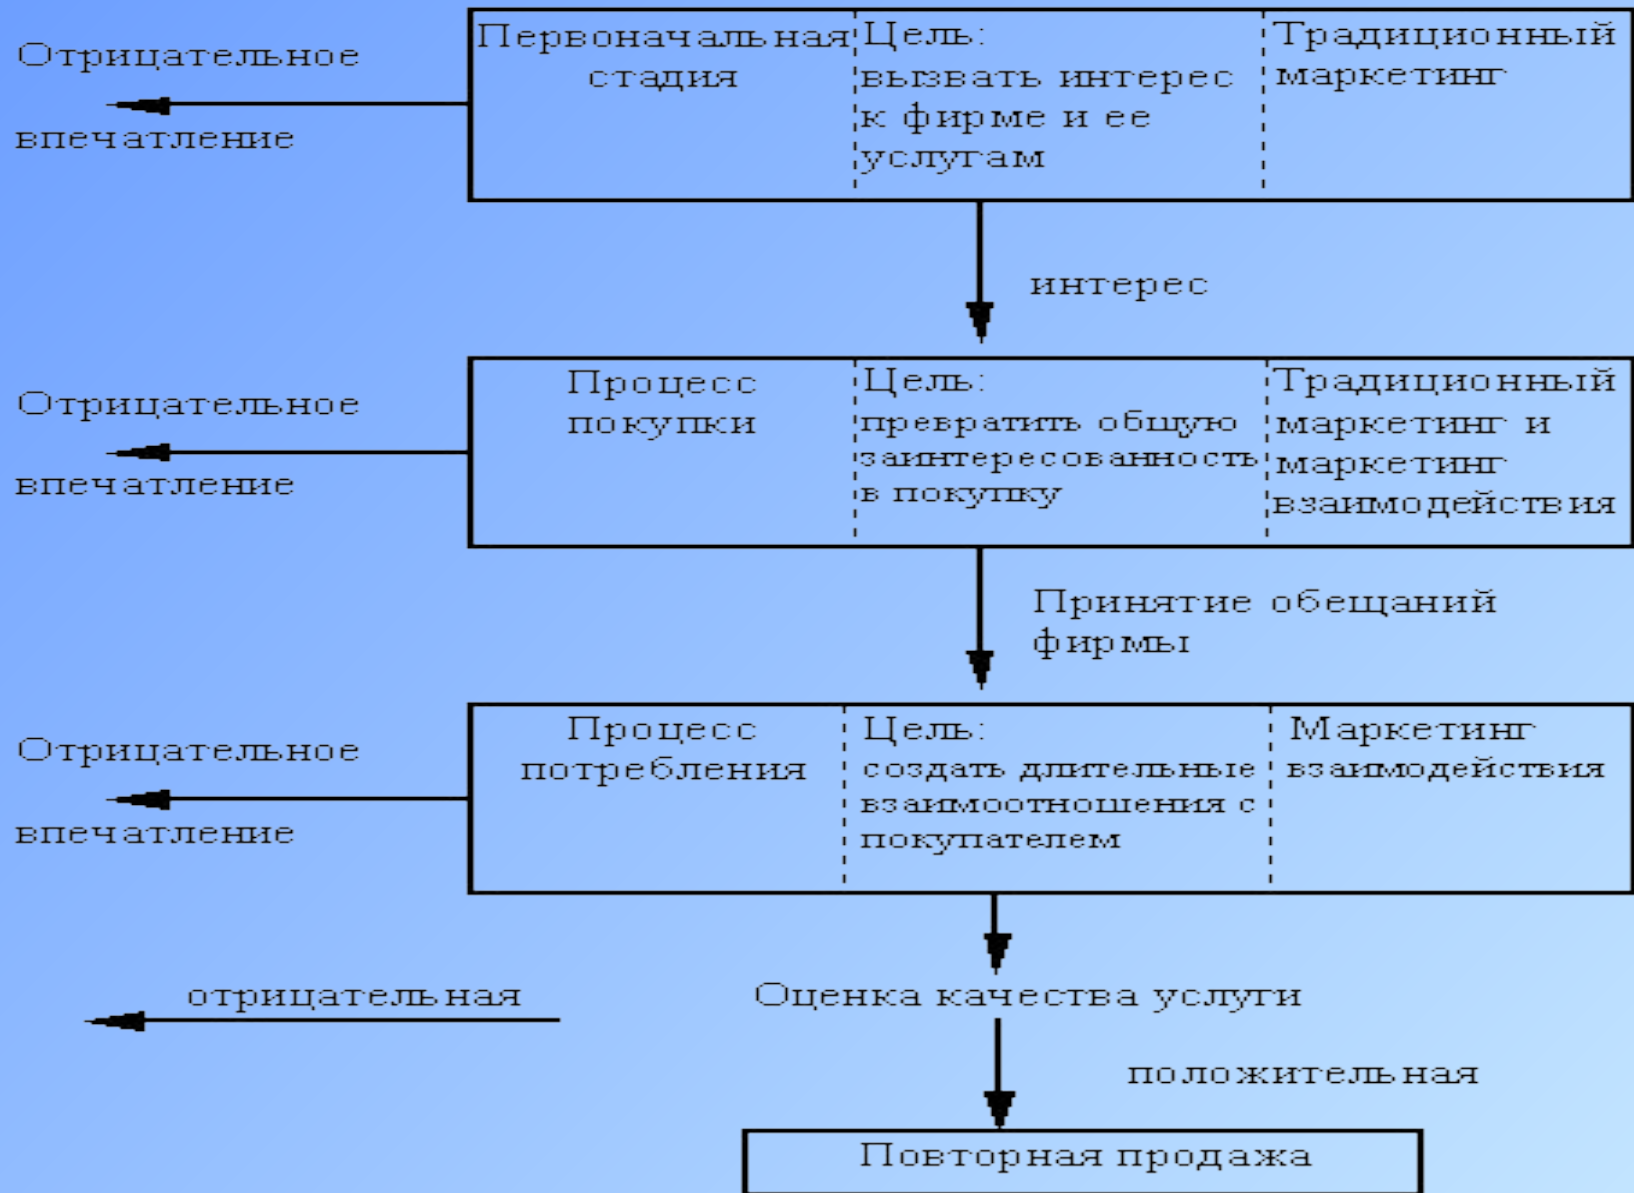 Отрицательное
впечатление
Первоначальная
стадия
Цель:
вызвать интерес
к фирме и ее
услугам
Традиционный
маркетинг
интерес
Отрицательное
впечатление
Процесс
покупки
Цель:
превратить общую
заинтересованность
в покупку
Традиционный
маркетинг и
маркетинг
взаимодействия
Принятие обещаний
фирмы
Отрицательное
впечатление
Процесс
потребления
Цель:
создать длительные
взаимоотношения с
покупателем
Маркетинг
взаимодействия
отрицательная
Оценка качества услуги
положительная
Повторная продажа